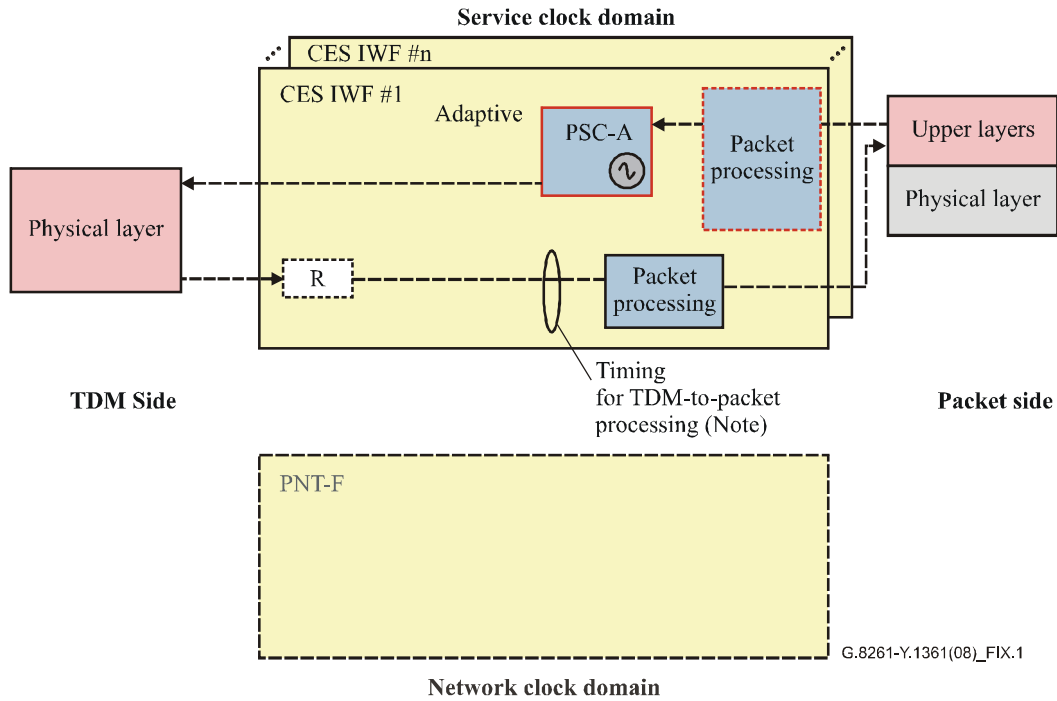 Service clock domain
CES IWF #n
CES IWF #1
Adaptive
PSC-A
Packet
processing
Upper layers
Physical layer
Physical layer
R
Packet
processing
Timing
for TDM-to-packet
processing (Note)
TDM Side
Packet side
PNT-F
G.8261-Y.1361(08)_FIX.1
Network clock domain